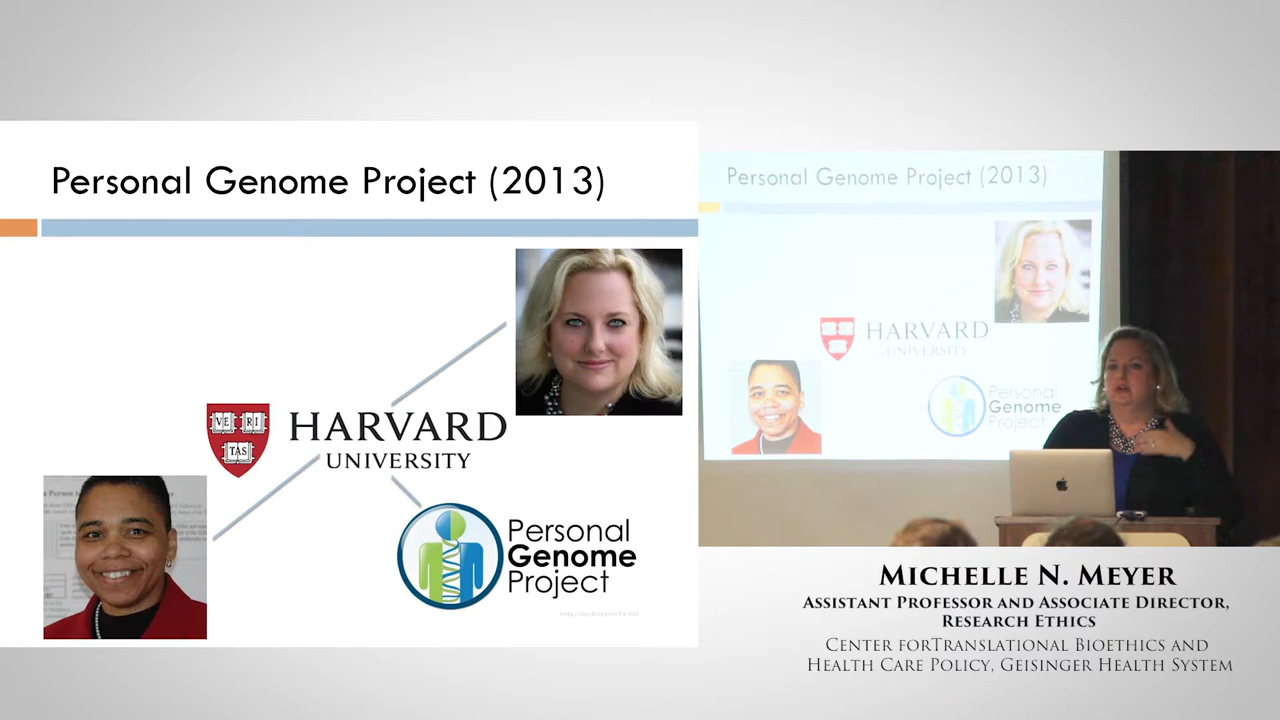 Personal Genome Project (2013)
VE RI
TAS
HARVARD
UNIVERSITY
Personal
Genome
Project
Personal Genome Project (2013)
HARVARD
UNIVERSITY
Personal
Genome
Project
MICHELLE N. MEYER
ASSISTANT PROFESSOR AND ASSOCIATE DIRECTOR,
RESEARCH ETHICS
CENTER FORTRANSLATIONAL BIOETHICS AND
HEALTH CARE POLICY, GEISINGER HEALTH SYSTEM